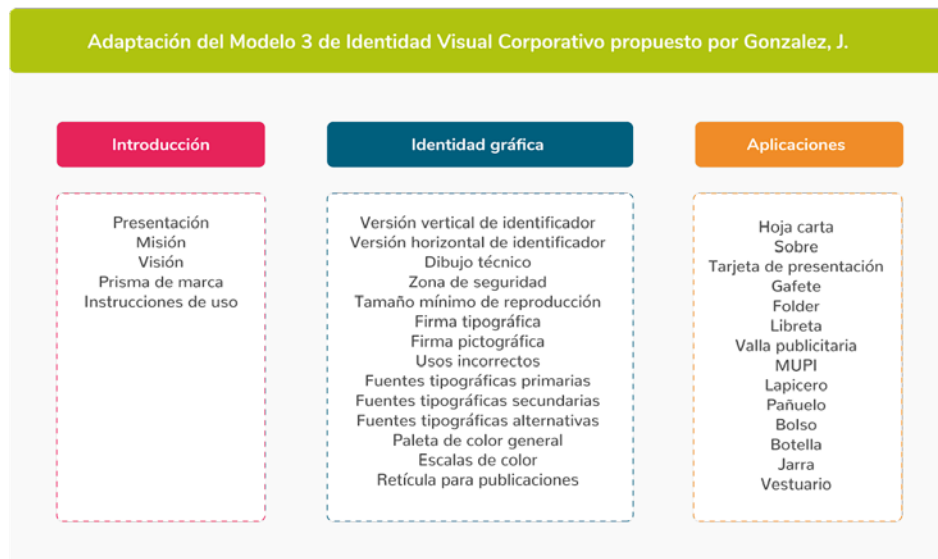 Adaptación del Modelo 3 de Identidad Visual Corporativo propuesto por Gonzalez, J.
Introducción
Presentación
Misión
Visión
Prisma de marca
Instrucciones de uso
Identidad gráfica
Versión vertical de identificador
Versión horizontal de identificador
Dibujo técnico
Zona de seguridad
Tamaño mínimo de reproducción
Firma tipográfica
Firma pictográfica
Usos incorrectos
Fuentes tipográficas primarias
Fuentes tipográficas secundarias
Fuentes tipográficas alternativas
Paleta de color general
Escalas de color
Retícula para publicaciones
Aplicaciones
Hoja carta
Sobre
Tarjeta de presentación
Gafete
Folder
Libreta
Valla publicitaria
MUPI
Lapicero
Pañuelo
Bolso
Botella
Jarra
Vestuario